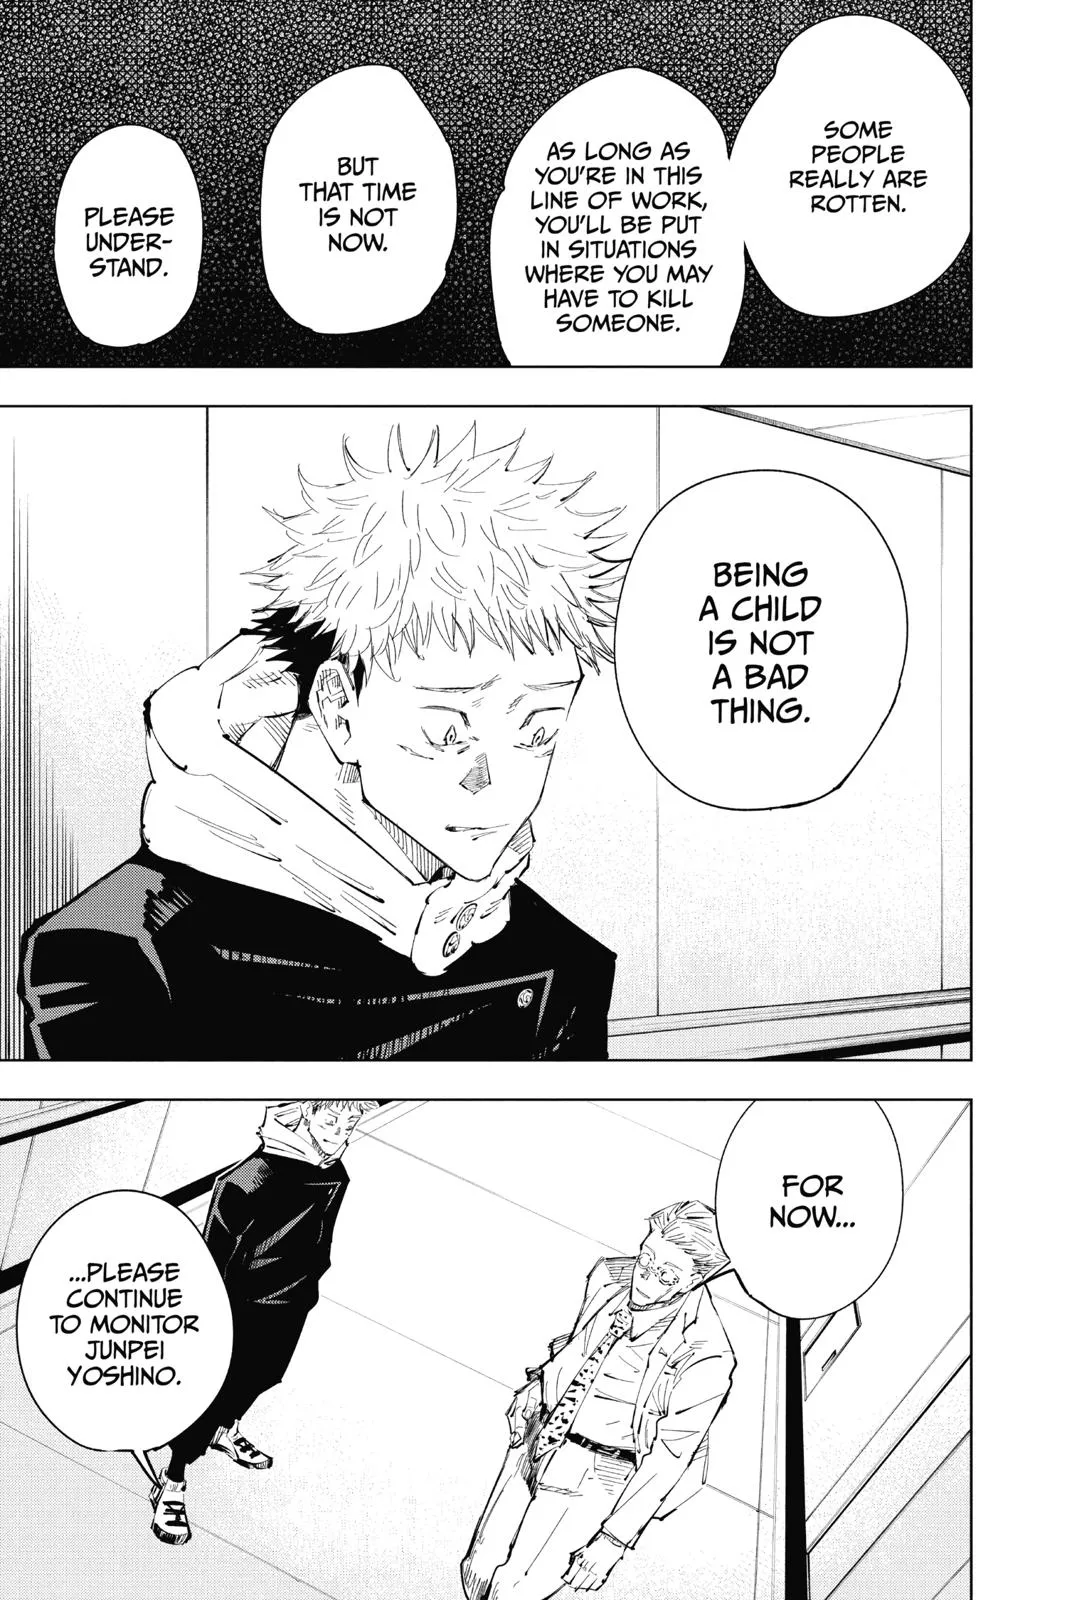 SOME
PEOPLE
REALLY ARE
ROTTEN.
AS LONG AS
YOU'RE IN THIS
LINE OF WORK,
YOU'LL BE PUT
IN SITUATIONS
WHERE YOU MAY
HAVE TO KILL
SOMEONE.
BUT
THAT TIME
IS NOT
NOW.
PLEASE
UNDER-
STAND.
BEING
A CHILD
IS NOT
A BAD
THING.
FOR
NOW...
...PLEASE
CONTINUE
TO MONITOR
JUNPEI
YOSHINO.